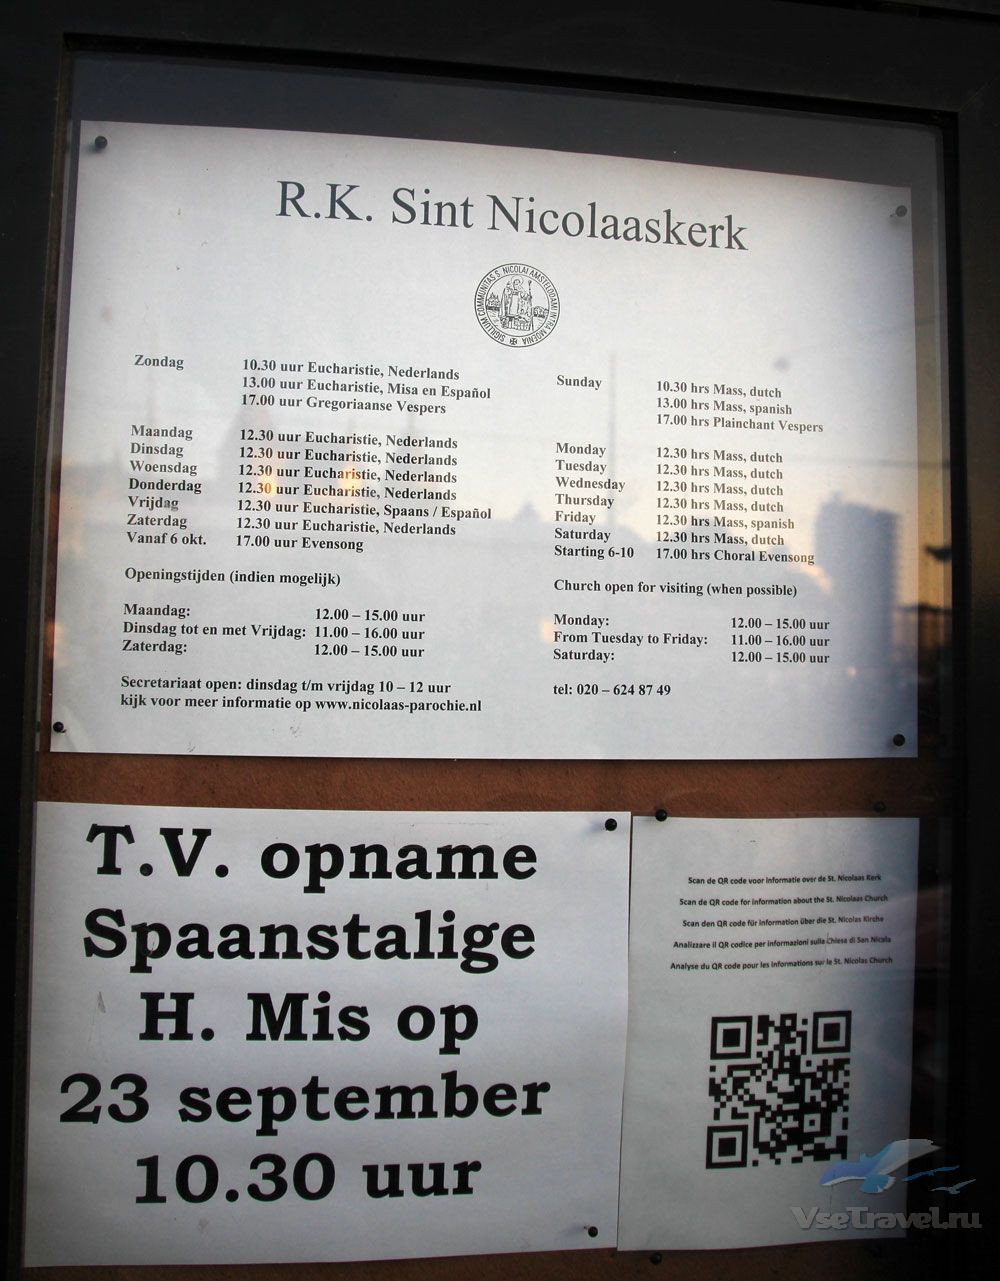 R.K. Sint Nicolaaskerk
SIGILLUM COMMUNITAS S. NICOLAI AMSTELODAMI INTRA MOENIA
Zondag 10.30 uur Eucharistie, Nederlands
13.00 uur Eucharistie, Misa en Español
17.00 uur Gregoriaanse Vespers
Maandag 12.30 uur Eucharistie, Nederlands
Dinsdag 12.30 uur Eucharistie, Nederlands
Woensdag 12.30 uur Eucharistie, Nederlands
Donderdag 12.30 uur Eucharistie, Nederlands
Vrijdag 12.30 uur Eucharistie, Spaans / Español
Zaterdag 12.30 uur Eucharistie, Nederlands
Vanaf 6 okt. 17.00 uur Evensong
Openingstijden (indien mogelijk)
Maandag: 12.00 – 15.00 uur
Dinsdag tot en met Vrijdag: 11.00 – 16.00 uur
Zaterdag: 12.00 – 15.00 uur
Secretariaat open: dinsdag t/m vrijdag 10 – 12 uur
kijk voor meer informatie op www.nicolaas-parochie.nl
Sunday 10.30 hrs Mass, dutch
13.00 hrs Mass, spanish
17.00 hrs Plainchant Vespers
Monday 12.30 hrs Mass, dutch
Tuesday 12.30 hrs Mass, dutch
Wednesday 12.30 hrs Mass, dutch
Thursday 12.30 hrs Mass, dutch
Friday 12.30 hrs Mass, spanish
Saturday 12.30 hrs Mass, dutch
Starting 6-10 17.00 hrs Choral Evensong
Church open for visiting (when possible)
Monday: 12.00 – 15.00 uur
From Tuesday to Friday: 11.00 – 16.00 uur
Saturday: 12.00 – 15.00 uur
tel: 020 – 624 87 49
T.V. opname
Spaanstalige
H. Mis op
23 september
10.30 uur
Scan de QR code voor informatie over de St. Nicolaas Kerk
Scan de QR code for information about the St. Nicolaas Church
Scan den QR code für information über die St. Nicolas Kirche
Analizzare il QR codice per informazioni sulla Chiesa di San Nicola
Analyse du QR code pour les informations sur le St. Nicolas Church
VseTravel.ru